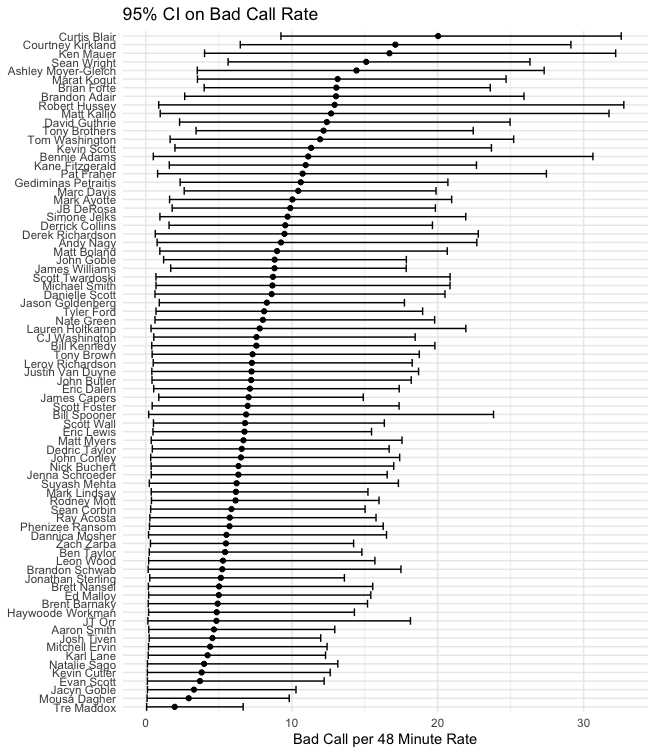 95% CI on Bad Call Rate
Curtis Blair
Courtney Kirkland
Ken Mauer
Sean Wright
Ashley Moyer-Gleich
Marat Kogut
Brian Forte
Brandon Adair
Robert Hussey
Matt Kallio
David Guthrie
Tony Brothers
Tom Washington
Kevin Scott
Bennie Adams
Kane Fitzgerald
Pat Fraher
Gediminas Petraitis
Marc Davis
Mark Ayotte
JB DeRosa
Simone Jelks
Derrick Collins
Derek Richardson
Andy Nagy
Matt Boland
John Goble
James Williams
Scott Twardoski
Michael Smith
Danielle Scott
Jason Goldenberg
Tyler Ford
Nate Green
Lauren Holtkamp
CJ Washington
Bill Kennedy
Tony Brown
Leroy Richardson
Justin Van Duyne
John Butler
Eric Dalen
James Capers
Scott Foster
Bill Spooner
Scott Wall
Eric Lewis
Matt Myers
Dedric Taylor
John Conley
Nick Buchert
Jenna Schroeder
Suyash Mehta
Mark Lindsay
Rodney Mott
Sean Corbin
Ray Acosta
Phenizee Ransom
Dannica Mosher
Zach Zarba
Ben Taylor
Leon Wood
Brandon Schwab
Jonathan Sterling
Brett Nansel
Ed Malloy
Brent Barnaky
Haywoode Workman
JT Orr
Aaron Smith
Josh Tiven
Mitchell Ervin
Karl Lane
Natalie Sago
Kevin Cutler
Evan Scott
Jacyn Goble
Mousa Dagher
Tre Maddox
0 10 20 30
Bad Call per 48 Minute Rate